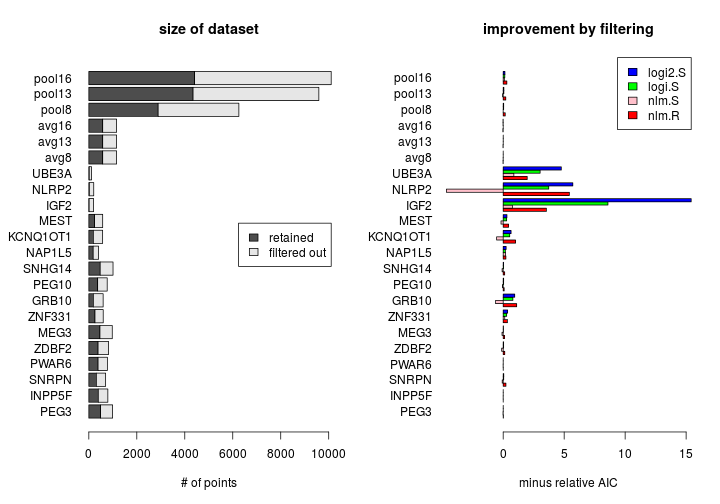 size of dataset
pool16
pool13
pool8
avg16
avg13
avg8
UBE3A
NLRP2
IGF2
MEST
KCNQ1OT1
NAP1L5
SNHG14
PEG10
GRB10
ZNF331
MEG3
ZDBF2
PWAR6
SNRPN
INPP5F
PEG3
retained
filtered out
0 2000 4000 6000 8000 10000
# of points
improvement by filtering
pool16
pool13
pool8
avg16
avg13
avg8
UBE3A
NLRP2
IGF2
MEST
KCNQ1OT1
NAP1L5
SNHG14
PEG10
GRB10
ZNF331
MEG3
ZDBF2
PWAR6
SNRPN
INPP5F
PEG3
logi2.S
logi.S
nlm.S
nlm.R
0 5 10 15
minus relative AIC